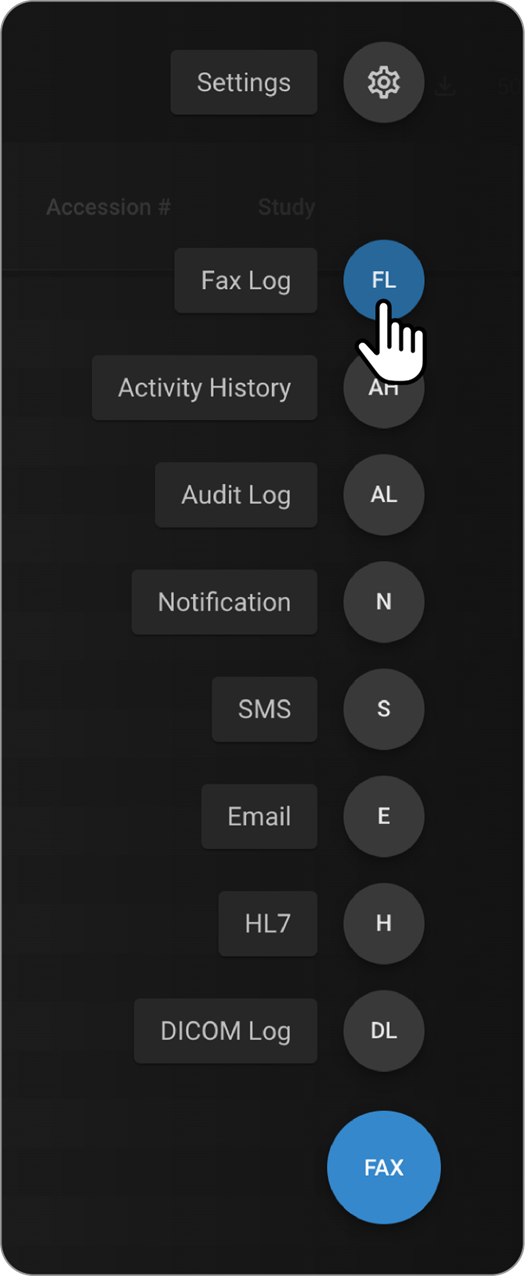 Settings
Accession # Study
Fax Log FL
Activity History AH
Audit Log AL
Notification N
SMS S
Email E
HL7 H
DICOM Log DL
FAX